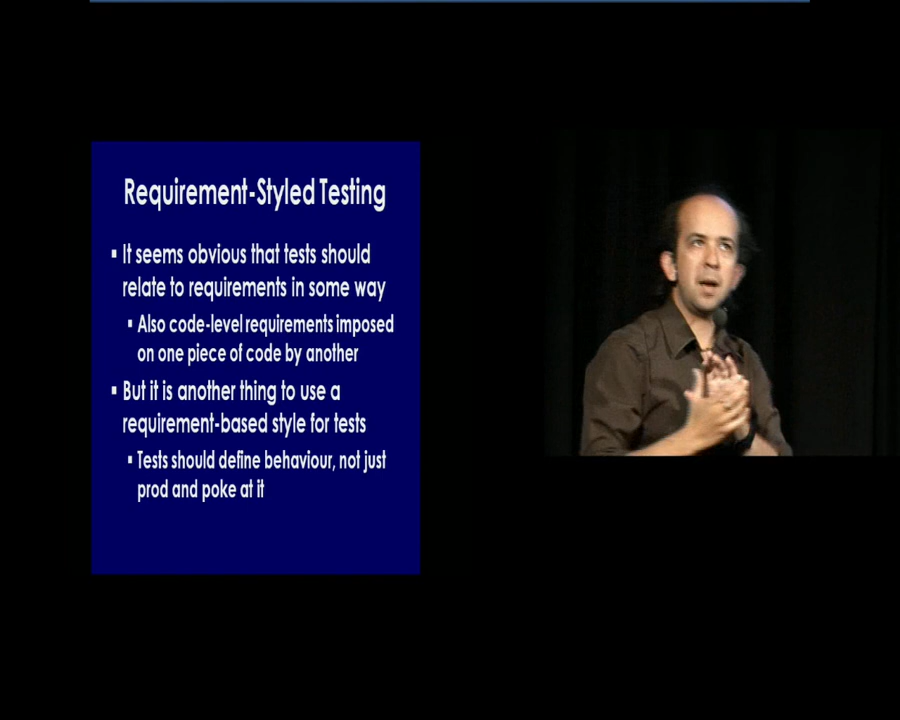 Requirement-Styled Testing
▪ It seems obvious that tests should
relate to requirements in some way
▪ Also code-level requirements imposed
on one piece of code by another
▪ But it is another thing to use a
requirement-based style for tests
▪ Tests should define behaviour, not just
prod and poke at it